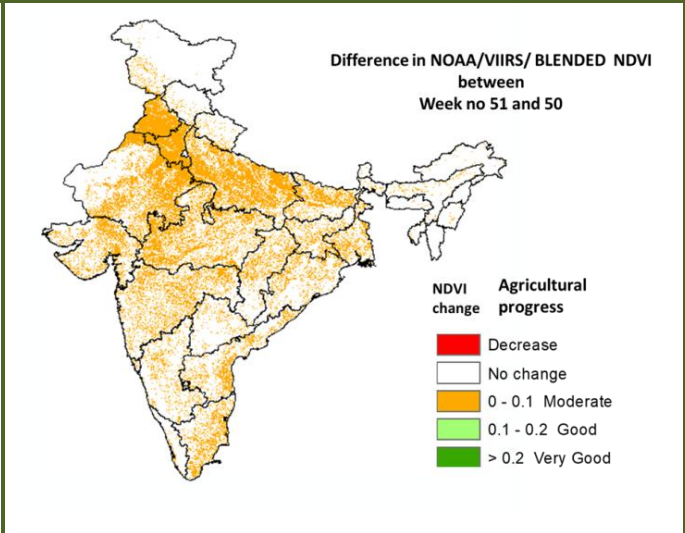 Difference in NOAA/VIIRS/ BLENDED NDVI
between
Week no 51 and 50
NDVI change
Agricultural progress
Decrease
No change
0 - 0.1 Moderate
0.1 - 0.2 Good
> 0.2 Very Good